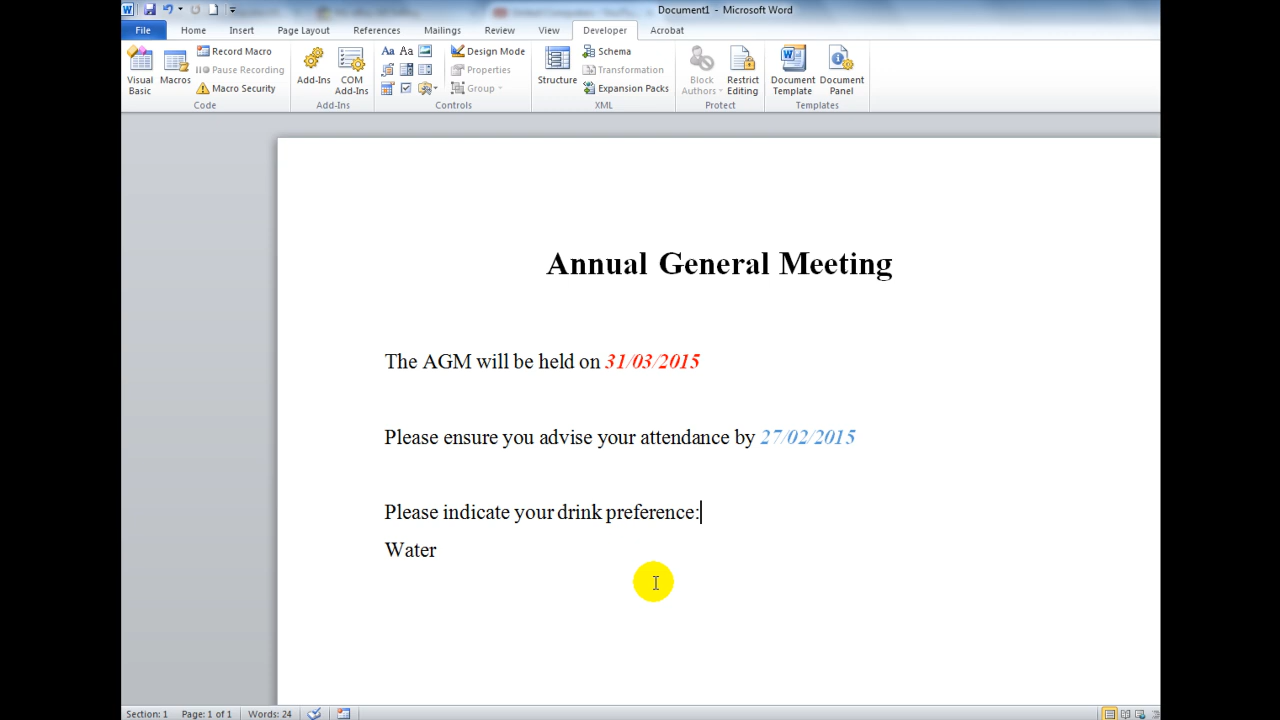 Document1 - Microsoft Word
File Home Insert Page Layout References Mailings Review View Developer Acrobat
Visual Basic
Macros
Record Macro
Pause Recording
Macro Security
Code
Add-Ins
COM Add-Ins
Add-Ins
Aa Aa
Design Mode
Properties
Group
Controls
Structure
Schema
Transformation
Expansion Packs
XML
Block Authors
Restrict Editing
Protect
Document Template
Document Panel
Templates
Annual General Meeting
The AGM will be held on 31/03/2015
Please ensure you advise your attendance by 27/02/2015
Please indicate your drink preference:
Water
Section: 1 Page: 1 of 1 Words: 24